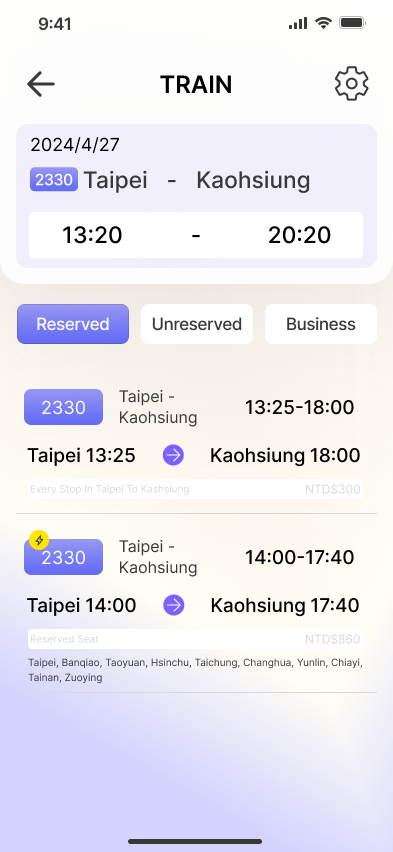 9:41
TRAIN
2024/4/27
2330 Taipei - Kaohsiung
13:20 - 20:20
Reserved Unreserved Business
2330 Taipei - Kaohsiung 13:25-18:00
Taipei 13:25 Kaohsiung 18:00
Every Stop In Taipei To Kashsiung NTD$300
2330 Taipei - Kaohsiung 14:00-17:40
Taipei 14:00 Kaohsiung 17:40
Reserved Seat NTD$860
Taipei, Banqiao, Taoyuan, Hsinchu, Taichung, Changhua, Yunlin, Chiayi,
Tainan, Zuoying